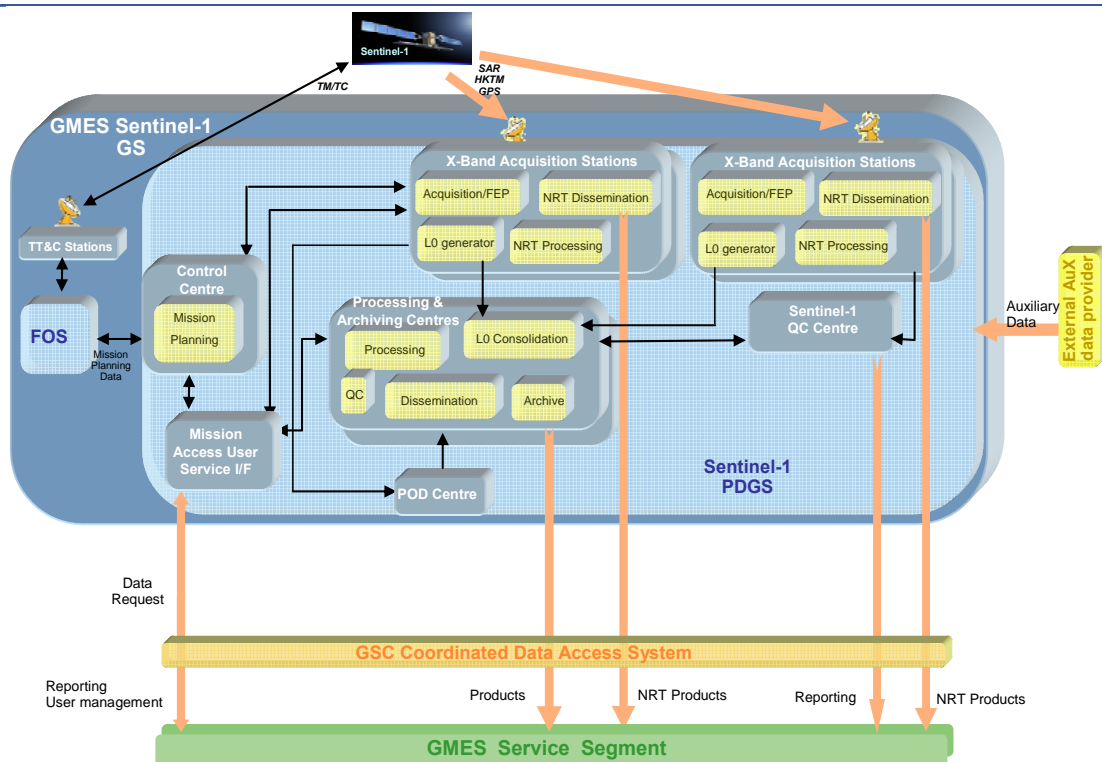 Sentinel-1
SAR
HKTM
GPS
TM/TC
GMES Sentinel-1
GS
X-Band Acquisition Stations
Acquisition/FEP
NRT Dissemination
L0 generator
NRT Processing
X-Band Acquisition Stations
Acquisition/FEP
NRT Dissemination
L0 generator
NRT Processing
TT&C Stations
Control
Centre
Mission
Planning
FOS
Mission
Planning
Data
Processing &
Archiving Centres
L0 Consolidation
Processing
QC
Dissemination
Archive
Sentinel-1
QC Centre
Auxiliary
Data
External AuX
data provider
Mission
Access User
Service I/F
POD Centre
Sentinel-1
PDGS
Data
Request
GSC Coordinated Data Access System
Reporting
User management
Products
NRT Products
Reporting
NRT Products
GMES Service Segment